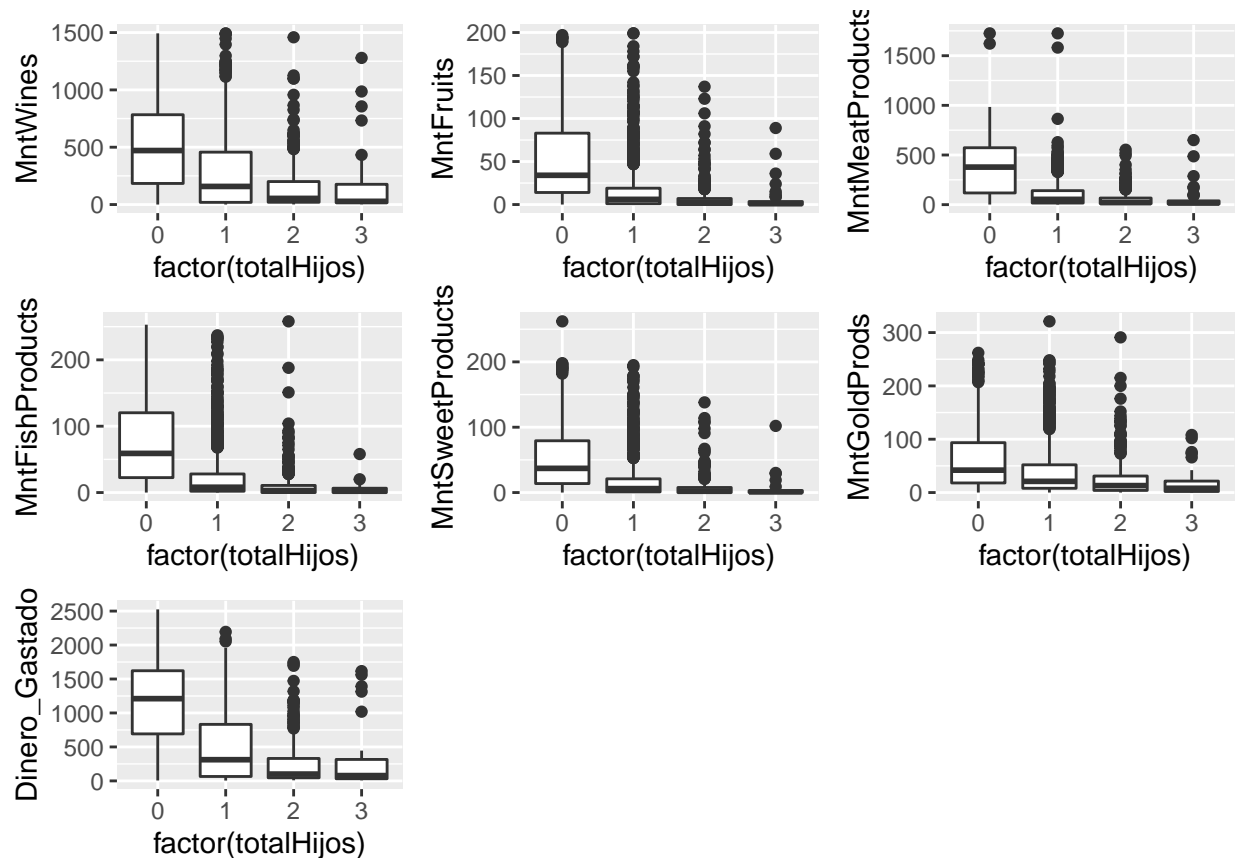 MntWines
1500
1000
500
0
0 1 2 3
factor(totalHijos)
MntFruits
200
150
100
50
0
0 1 2 3
factor(totalHijos)
MntMeatProducts
1500
1000
500
0
0 1 2 3
factor(totalHijos)
MntFishProducts
200
100
0
0 1 2 3
factor(totalHijos)
MntSweetProducts
200
100
0
0 1 2 3
factor(totalHijos)
MntGoldProds
300
200
100
0
0 1 2 3
factor(totalHijos)
Dinero_Gastado
2500
2000
1500
1000
500
0
0 1 2 3
factor(totalHijos)